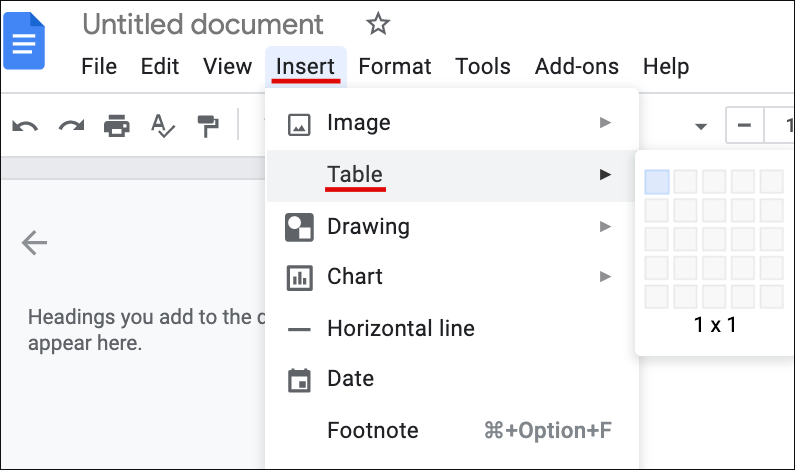 Untitled document
File Edit View Insert Format Tools Add-ons Help
1
Image
Table
Drawing
Chart
Horizontal line
Date
Footnote ⌘+Option+F
1 x 1
Headings you add to the
appear here.